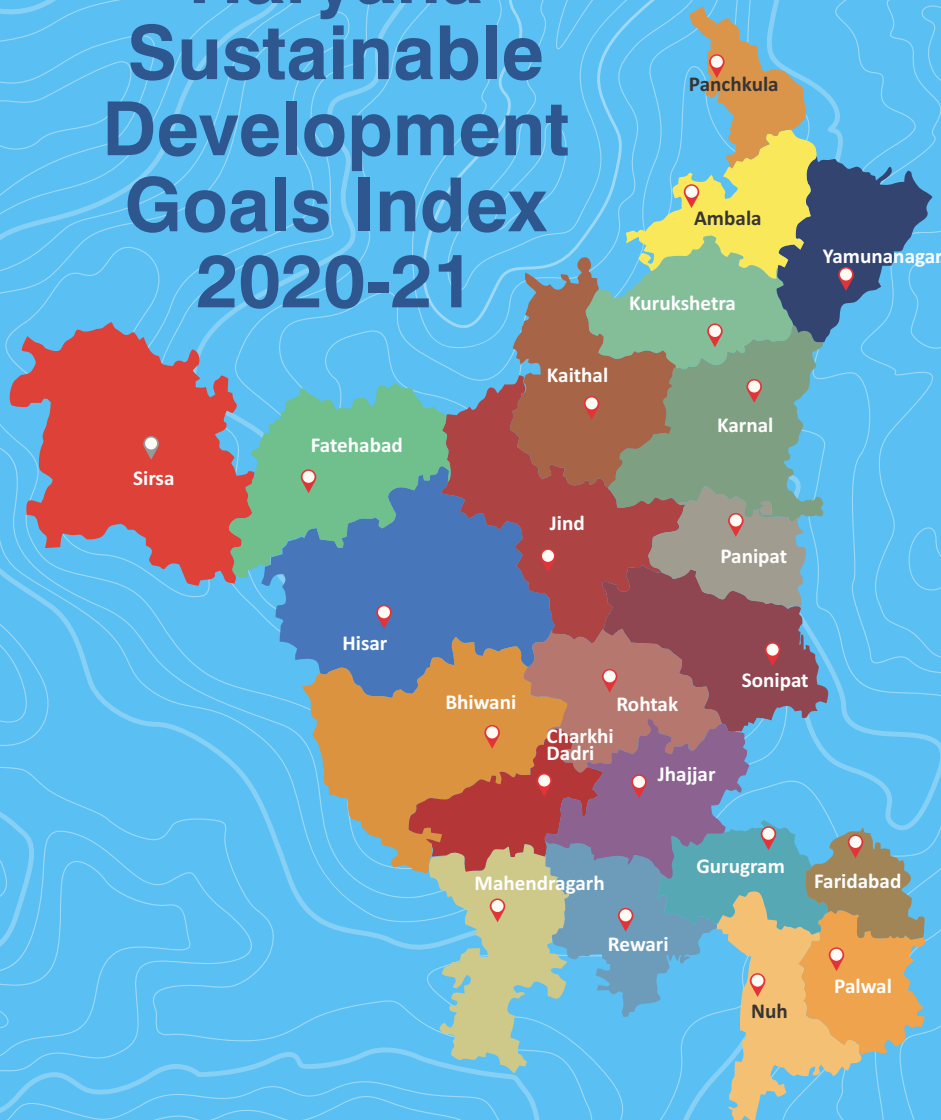 Haryana
Sustainable
Development
Goals Index
2020-21
Panchkula
Ambala
Yamunanagar
Kurukshetra
Kaithal
Karnal
Fatehabad
Sirsa
Jind
Panipat
Hisar
Sonipat
Bhiwani
Rohtak
Charkhi
Dadri
Jhajjar
Gurugram
Faridabad
Mahendragarh
Rewari
Palwal
Nuh